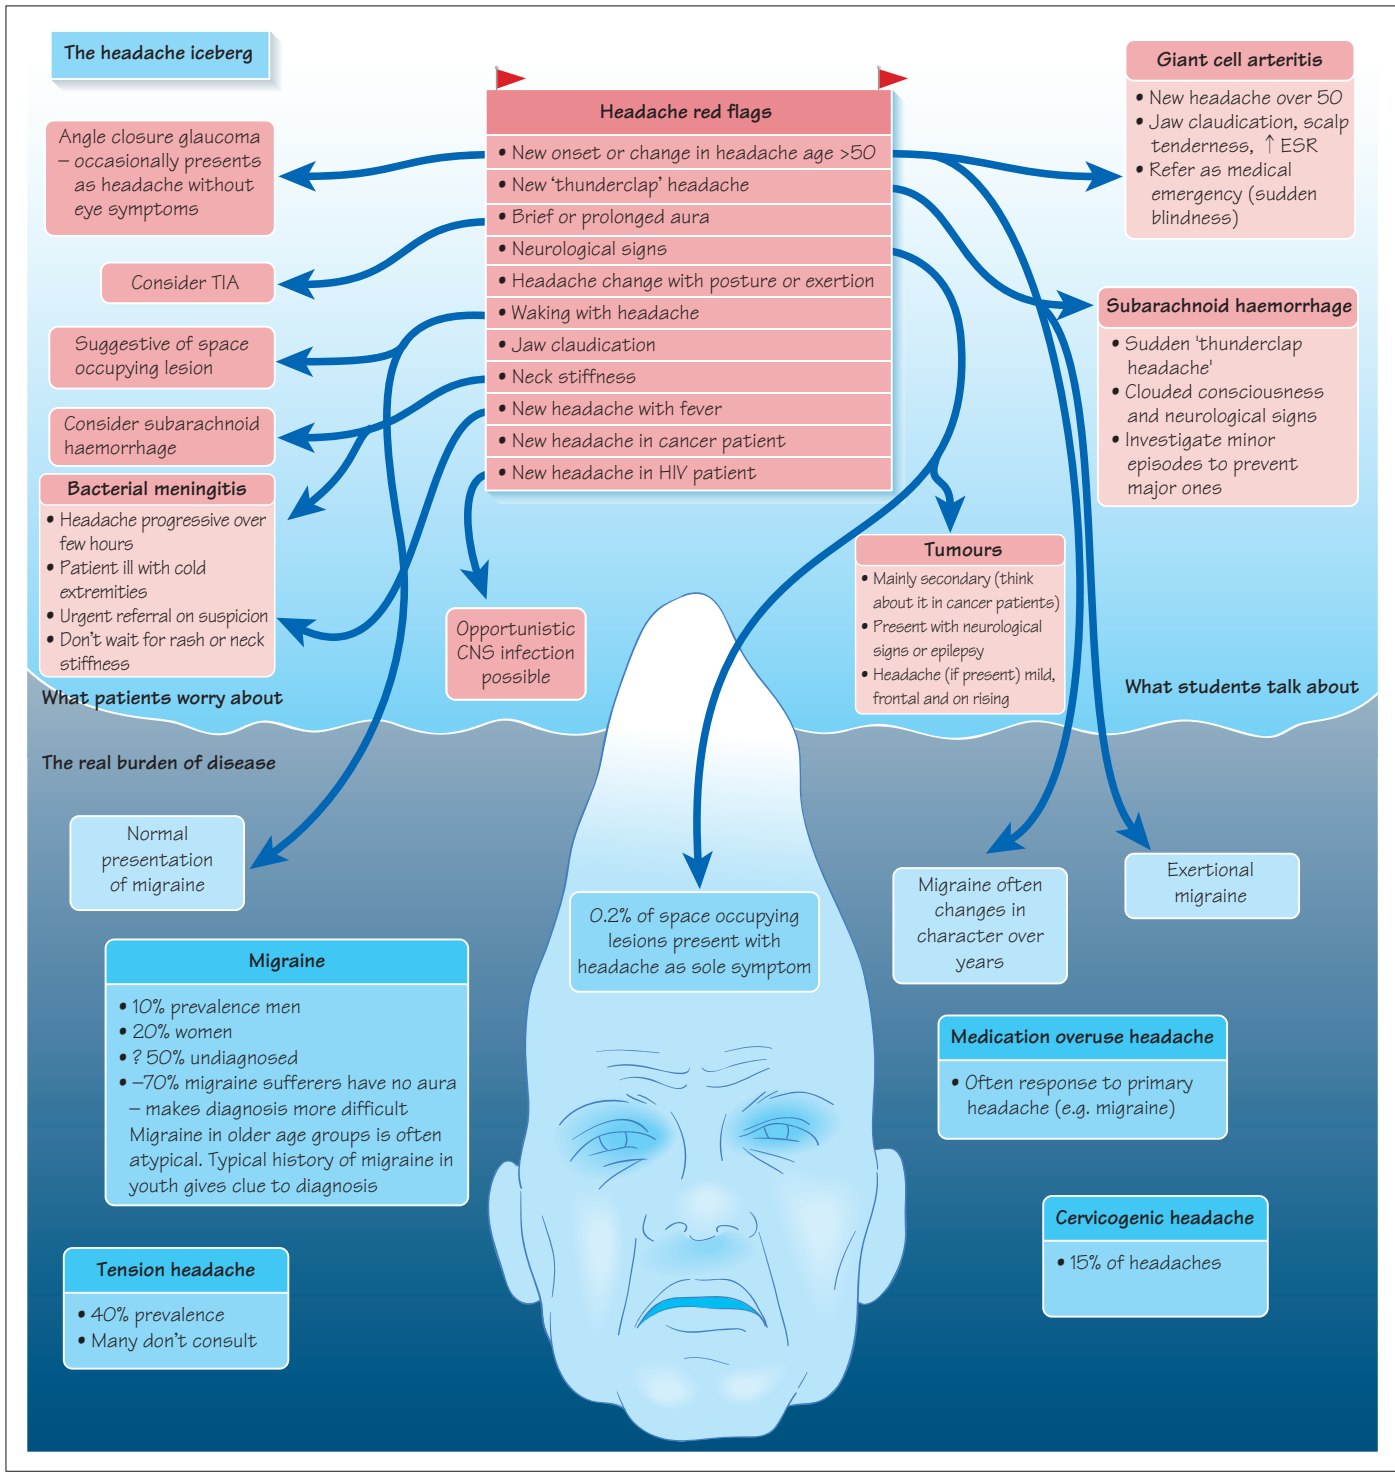 The headache iceberg
Headache red flags
• New onset or change in headache age >50
• New ‘thunderclap’ headache
• Brief or prolonged aura
• Neurological signs
• Headache change with posture or exertion
• Waking with headache
• Jaw claudication
• Neck stiffness
• New headache with fever
• New headache in cancer patient
• New headache in HIV patient
Angle closure glaucoma
– occasionally presents
as headache without
eye symptoms
Consider TIA
Suggestive of space
occupying lesion
Consider subarachnoid
haemorrhage
Bacterial meningitis
• Headache progressive over
few hours
• Patient ill with cold
extremities
• Urgent referral on suspicion
• Don’t wait for rash or neck
stiffness
Opportunistic
CNS infection
possible
Giant cell arteritis
• New headache over 50
• Jaw claudication, scalp
tenderness, ↑ ESR
• Refer as medical
emergency (sudden
blindness)
Subarachnoid haemorrhage
• Sudden 'thunderclap
headache'
• Clouded consciousness
and neurological signs
• Investigate minor
episodes to prevent
major ones
Tumours
• Mainly secondary (think
about it in cancer patients)
• Present with neurological
signs or epilepsy
• Headache (if present) mild,
frontal and on rising
What patients worry about
What students talk about
The real burden of disease
Normal
presentation
of migraine
0.2% of space occupying
lesions present with
headache as sole symptom
Migraine often
changes in
character over
years
Exertional
migraine
Migraine
• 10% prevalence men
• 20% women
• ? 50% undiagnosed
• –70% migraine sufferers have no aura
– makes diagnosis more difficult
Migraine in older age groups is often
atypical. Typical history of migraine in
youth gives clue to diagnosis
Medication overuse headache
• Often response to primary
headache (e.g. migraine)
Cervicogenic headache
• 15% of headaches
Tension headache
• 40% prevalence
• Many don’t consult